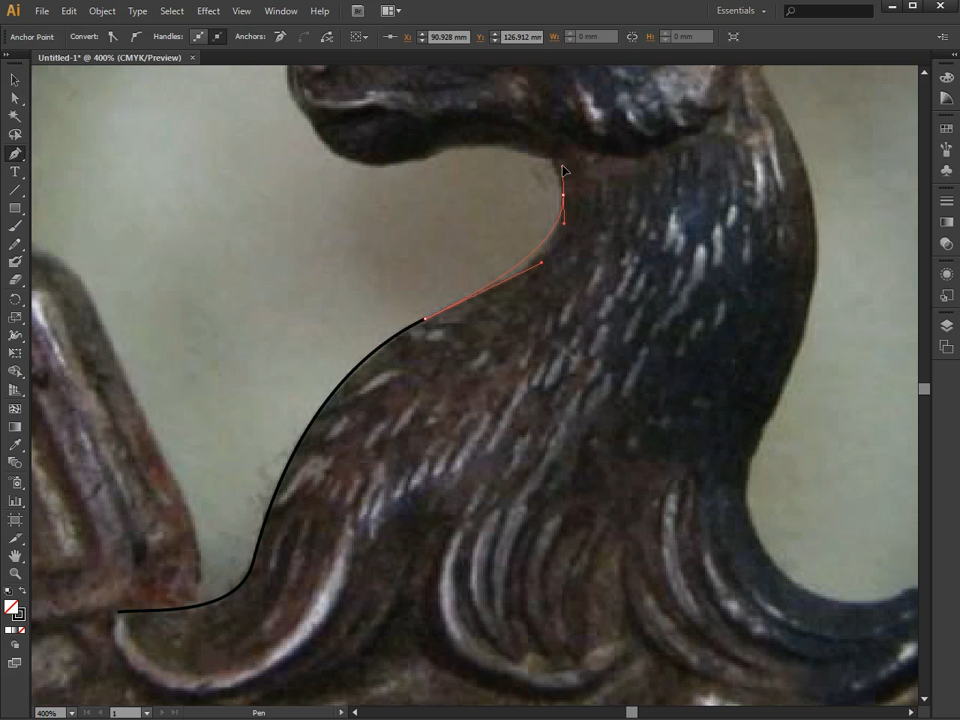 Ai File Edit Object Type Select Effect View Window Help Br Essentials
Anchor Point Convert: Handles: Anchors: X: 90.928 mm Y: 126.912 mm W: 0 mm H: 0 mm
Untitled-1* @ 400% (CMYK/Preview) ×
T
400% 1 Pen